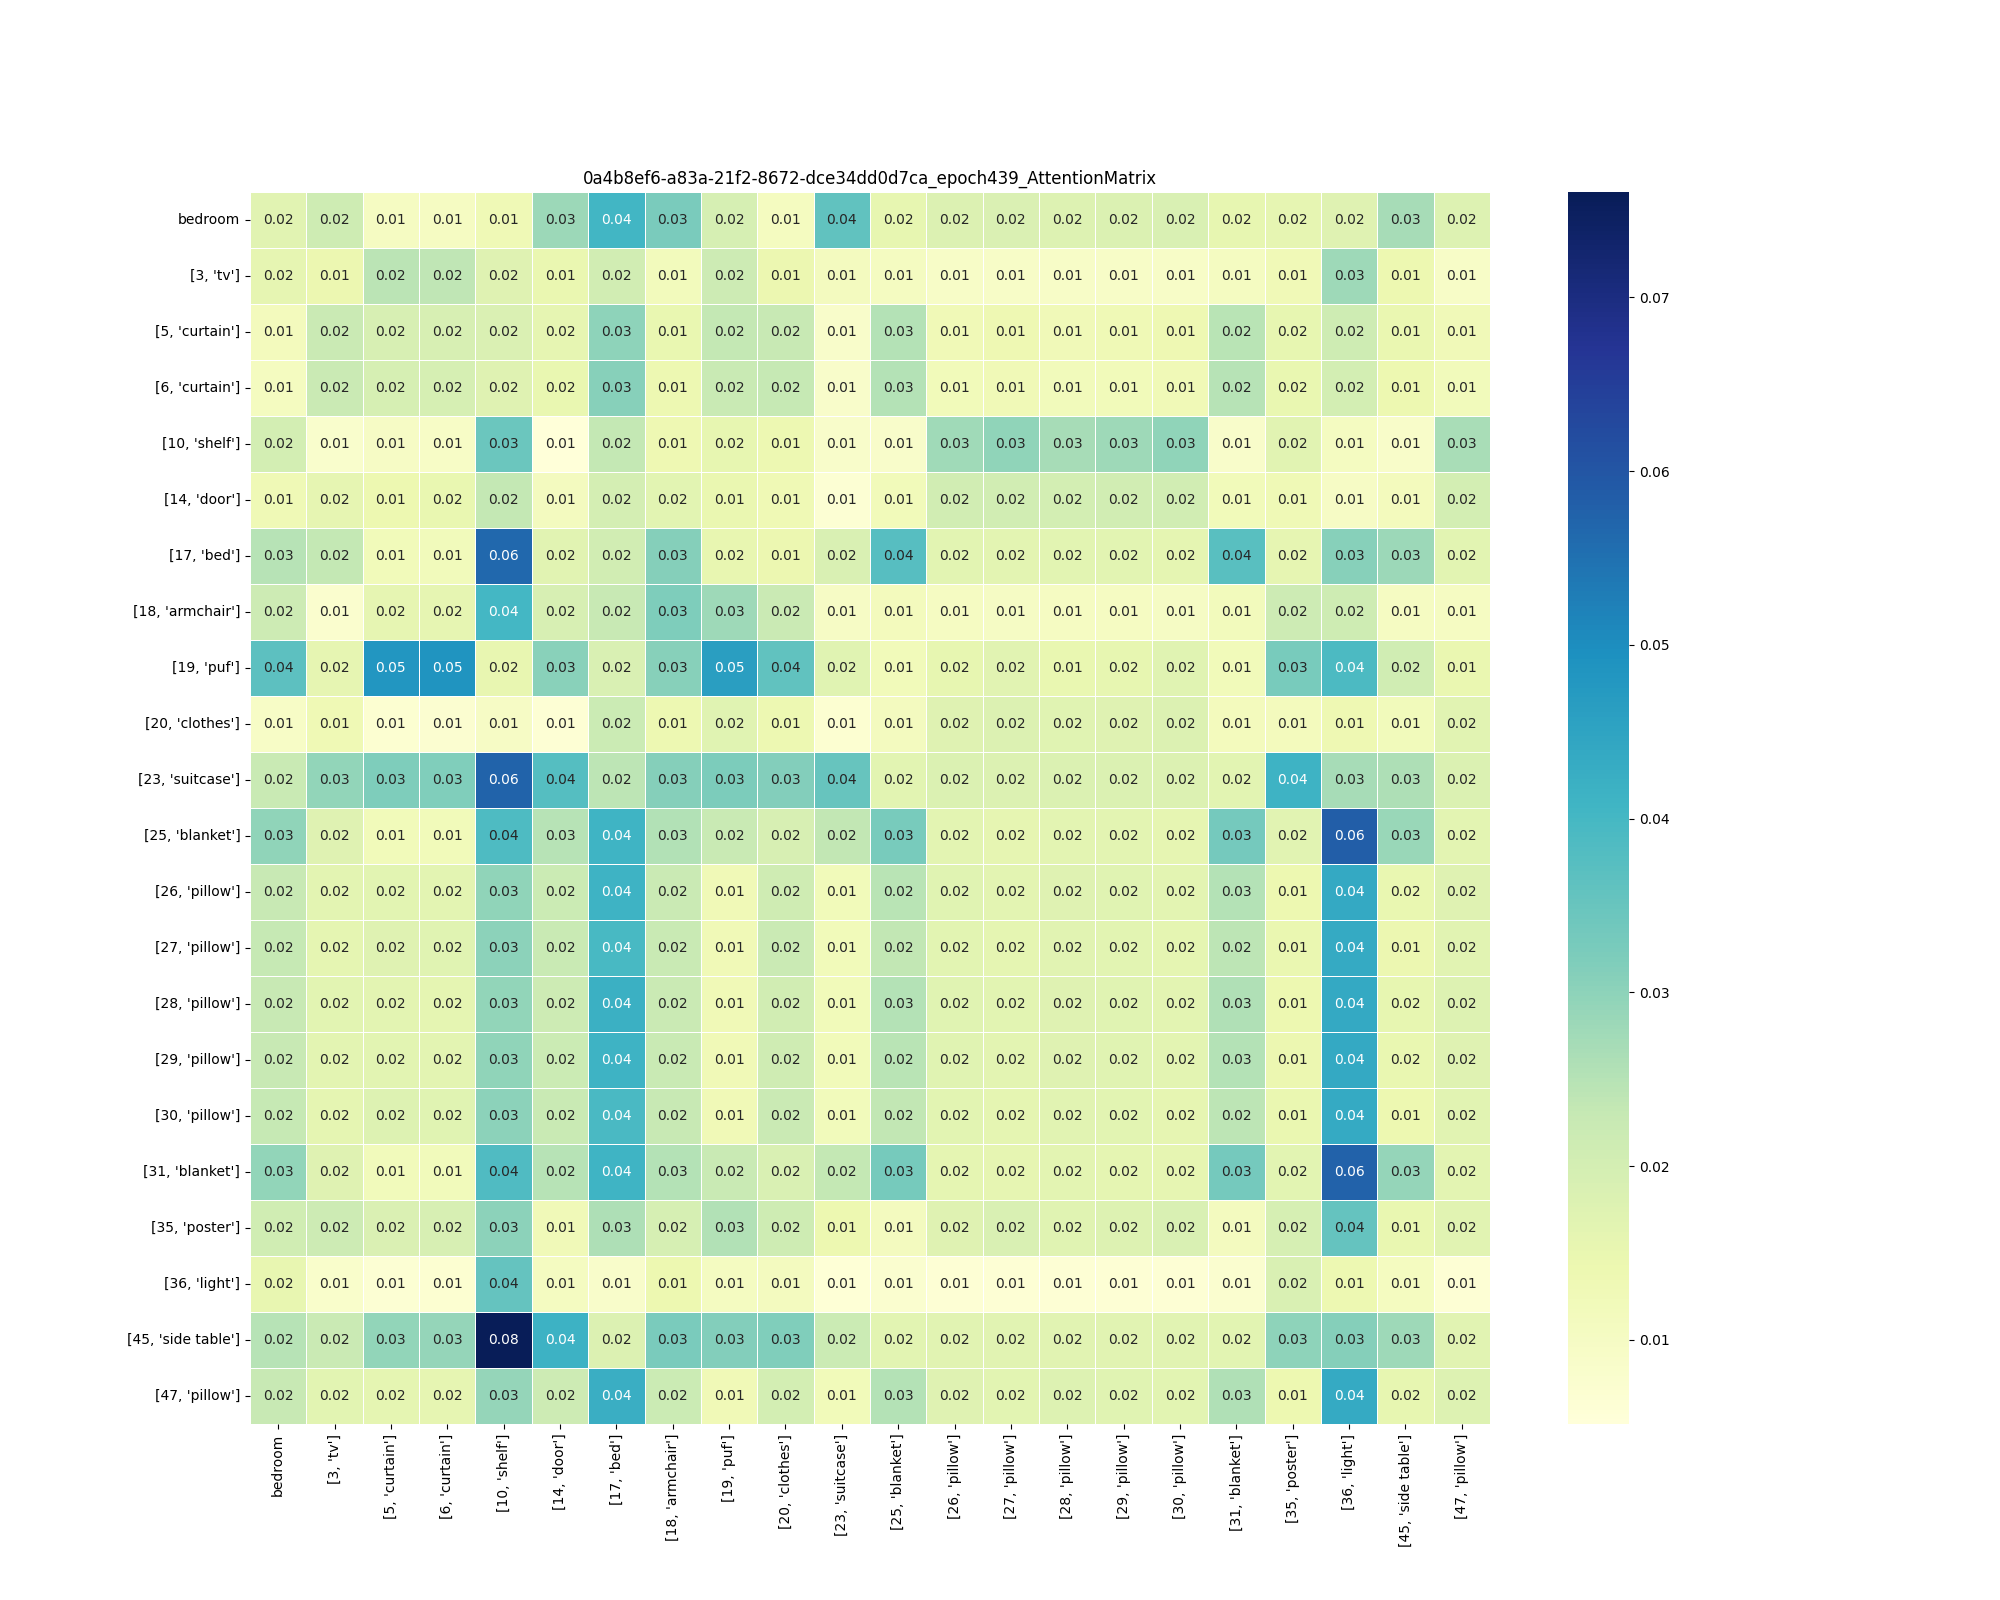 0a4b8ef6-a83a-21f2-8672-dce34dd0d7ca_epoch439_AttentionMatrix
bedroom 0.02 0.02 0.01 0.01 0.01 0.03 0.04 0.03 0.02 0.01 0.04 0.02 0.02 0.02 0.02 0.02 0.02 0.02 0.02 0.02 0.03 0.02
[3, 'tv'] 0.02 0.01 0.02 0.02 0.02 0.01 0.02 0.01 0.02 0.01 0.01 0.01 0.01 0.01 0.01 0.01 0.01 0.01 0.01 0.03 0.01 0.01
[5, 'curtain'] 0.01 0.02 0.02 0.02 0.02 0.02 0.03 0.01 0.02 0.02 0.01 0.03 0.01 0.01 0.01 0.01 0.01 0.02 0.02 0.02 0.01 0.01
[6, 'curtain'] 0.01 0.02 0.02 0.02 0.02 0.02 0.03 0.01 0.02 0.02 0.01 0.03 0.01 0.01 0.01 0.01 0.01 0.02 0.02 0.02 0.01 0.01
[10, 'shelf'] 0.02 0.01 0.01 0.01 0.03 0.01 0.02 0.01 0.02 0.01 0.01 0.01 0.03 0.03 0.03 0.03 0.03 0.01 0.02 0.01 0.01 0.03
[14, 'door'] 0.01 0.02 0.01 0.02 0.02 0.01 0.02 0.02 0.01 0.01 0.01 0.01 0.02 0.02 0.02 0.02 0.02 0.01 0.01 0.01 0.01 0.02
[17, 'bed'] 0.03 0.02 0.01 0.01 0.06 0.02 0.02 0.03 0.02 0.01 0.02 0.04 0.02 0.02 0.02 0.02 0.02 0.04 0.02 0.03 0.03 0.02
[18, 'armchair'] 0.02 0.01 0.02 0.02 0.04 0.02 0.02 0.03 0.03 0.02 0.01 0.01 0.01 0.01 0.01 0.01 0.01 0.01 0.02 0.02 0.01 0.01
[19, 'puf'] 0.04 0.02 0.05 0.05 0.02 0.03 0.02 0.03 0.05 0.04 0.02 0.01 0.02 0.02 0.01 0.02 0.02 0.01 0.03 0.04 0.02 0.01
[20, 'clothes'] 0.01 0.01 0.01 0.01 0.01 0.01 0.02 0.01 0.02 0.01 0.01 0.01 0.02 0.02 0.02 0.02 0.02 0.01 0.01 0.01 0.01 0.02
[23, 'suitcase'] 0.02 0.03 0.03 0.03 0.06 0.04 0.02 0.03 0.03 0.03 0.04 0.02 0.02 0.02 0.02 0.02 0.02 0.02 0.04 0.03 0.03 0.02
[25, 'blanket'] 0.03 0.02 0.01 0.01 0.04 0.03 0.04 0.03 0.02 0.02 0.02 0.03 0.02 0.02 0.02 0.02 0.02 0.03 0.02 0.06 0.03 0.02
[26, 'pillow'] 0.02 0.02 0.02 0.02 0.03 0.02 0.04 0.02 0.01 0.02 0.01 0.02 0.02 0.02 0.02 0.02 0.02 0.03 0.01 0.04 0.02 0.02
[27, 'pillow'] 0.02 0.02 0.02 0.02 0.03 0.02 0.04 0.02 0.01 0.02 0.01 0.02 0.02 0.02 0.02 0.02 0.02 0.02 0.01 0.04 0.01 0.02
[28, 'pillow'] 0.02 0.02 0.02 0.02 0.03 0.02 0.04 0.02 0.01 0.02 0.01 0.03 0.02 0.02 0.02 0.02 0.02 0.03 0.01 0.04 0.02 0.02
[29, 'pillow'] 0.02 0.02 0.02 0.02 0.03 0.02 0.04 0.02 0.01 0.02 0.01 0.02 0.02 0.02 0.02 0.02 0.02 0.03 0.01 0.04 0.02 0.02
[30, 'pillow'] 0.02 0.02 0.02 0.02 0.03 0.02 0.04 0.02 0.01 0.02 0.01 0.02 0.02 0.02 0.02 0.02 0.02 0.02 0.01 0.04 0.01 0.02
[31, 'blanket'] 0.03 0.02 0.01 0.01 0.04 0.02 0.04 0.03 0.02 0.02 0.02 0.03 0.02 0.02 0.02 0.02 0.02 0.03 0.02 0.06 0.03 0.02
[35, 'poster'] 0.02 0.02 0.02 0.02 0.03 0.01 0.03 0.02 0.03 0.02 0.01 0.01 0.02 0.02 0.02 0.02 0.02 0.01 0.02 0.04 0.01 0.02
[36, 'light'] 0.02 0.01 0.01 0.01 0.04 0.01 0.01 0.01 0.01 0.01 0.01 0.01 0.01 0.01 0.01 0.01 0.01 0.01 0.02 0.01 0.01 0.01
[45, 'side table'] 0.02 0.02 0.03 0.03 0.08 0.04 0.02 0.03 0.03 0.03 0.02 0.02 0.02 0.02 0.02 0.02 0.02 0.02 0.03 0.03 0.03 0.02
[47, 'pillow'] 0.02 0.02 0.02 0.02 0.03 0.02 0.04 0.02 0.01 0.02 0.01 0.03 0.02 0.02 0.02 0.02 0.02 0.03 0.01 0.04 0.02 0.02
bedroom
[3, 'tv']
[5, 'curtain']
[6, 'curtain']
[10, 'shelf']
[14, 'door']
[17, 'bed']
[18, 'armchair']
[19, 'puf']
[20, 'clothes']
[23, 'suitcase']
[25, 'blanket']
[26, 'pillow']
[27, 'pillow']
[28, 'pillow']
[29, 'pillow']
[30, 'pillow']
[31, 'blanket']
[35, 'poster']
[36, 'light']
[45, 'side table']
[47, 'pillow']
0.07
0.06
0.05
0.04
0.03
0.02
0.01